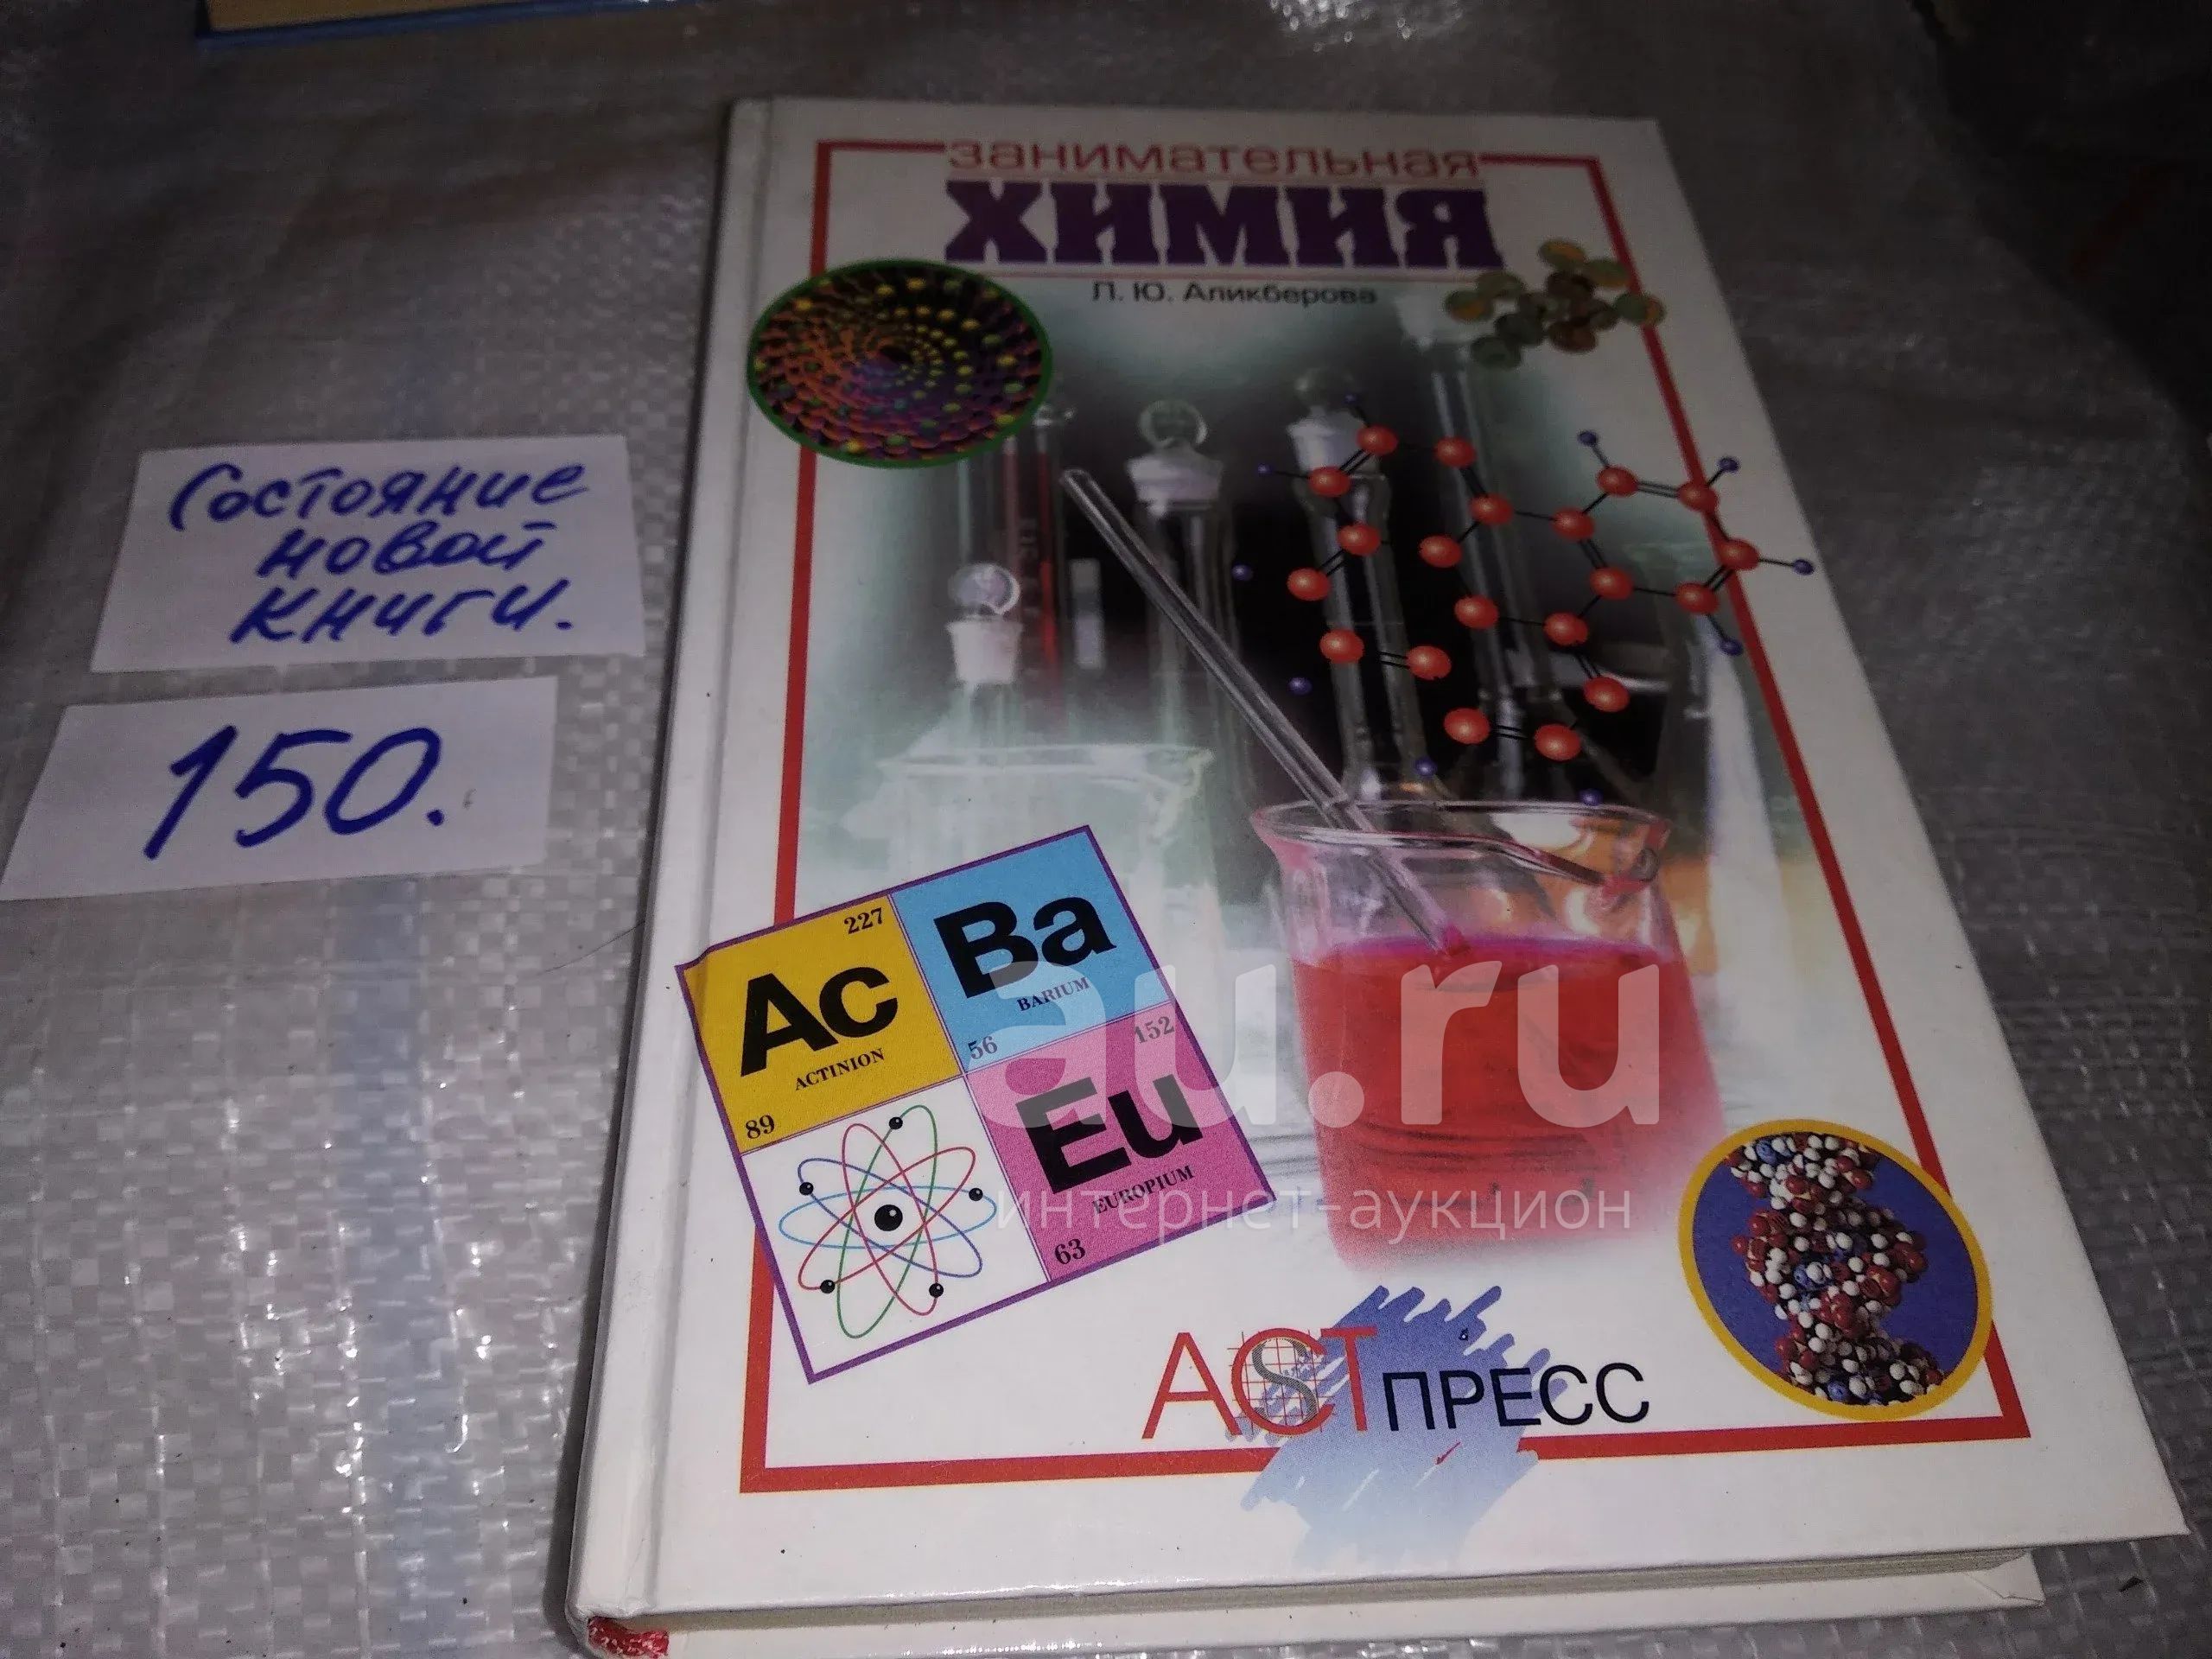 занимательная
ХИМИЯ
Л. Ю. Аликберова
Состояние
новой
книги.
150.
227
Ac
ACTINION
89
Ba
BARIUM
56
152
Eu
EUROPIUM
63
au.ru
интернет-аукцион
АСТ ПРЕСС